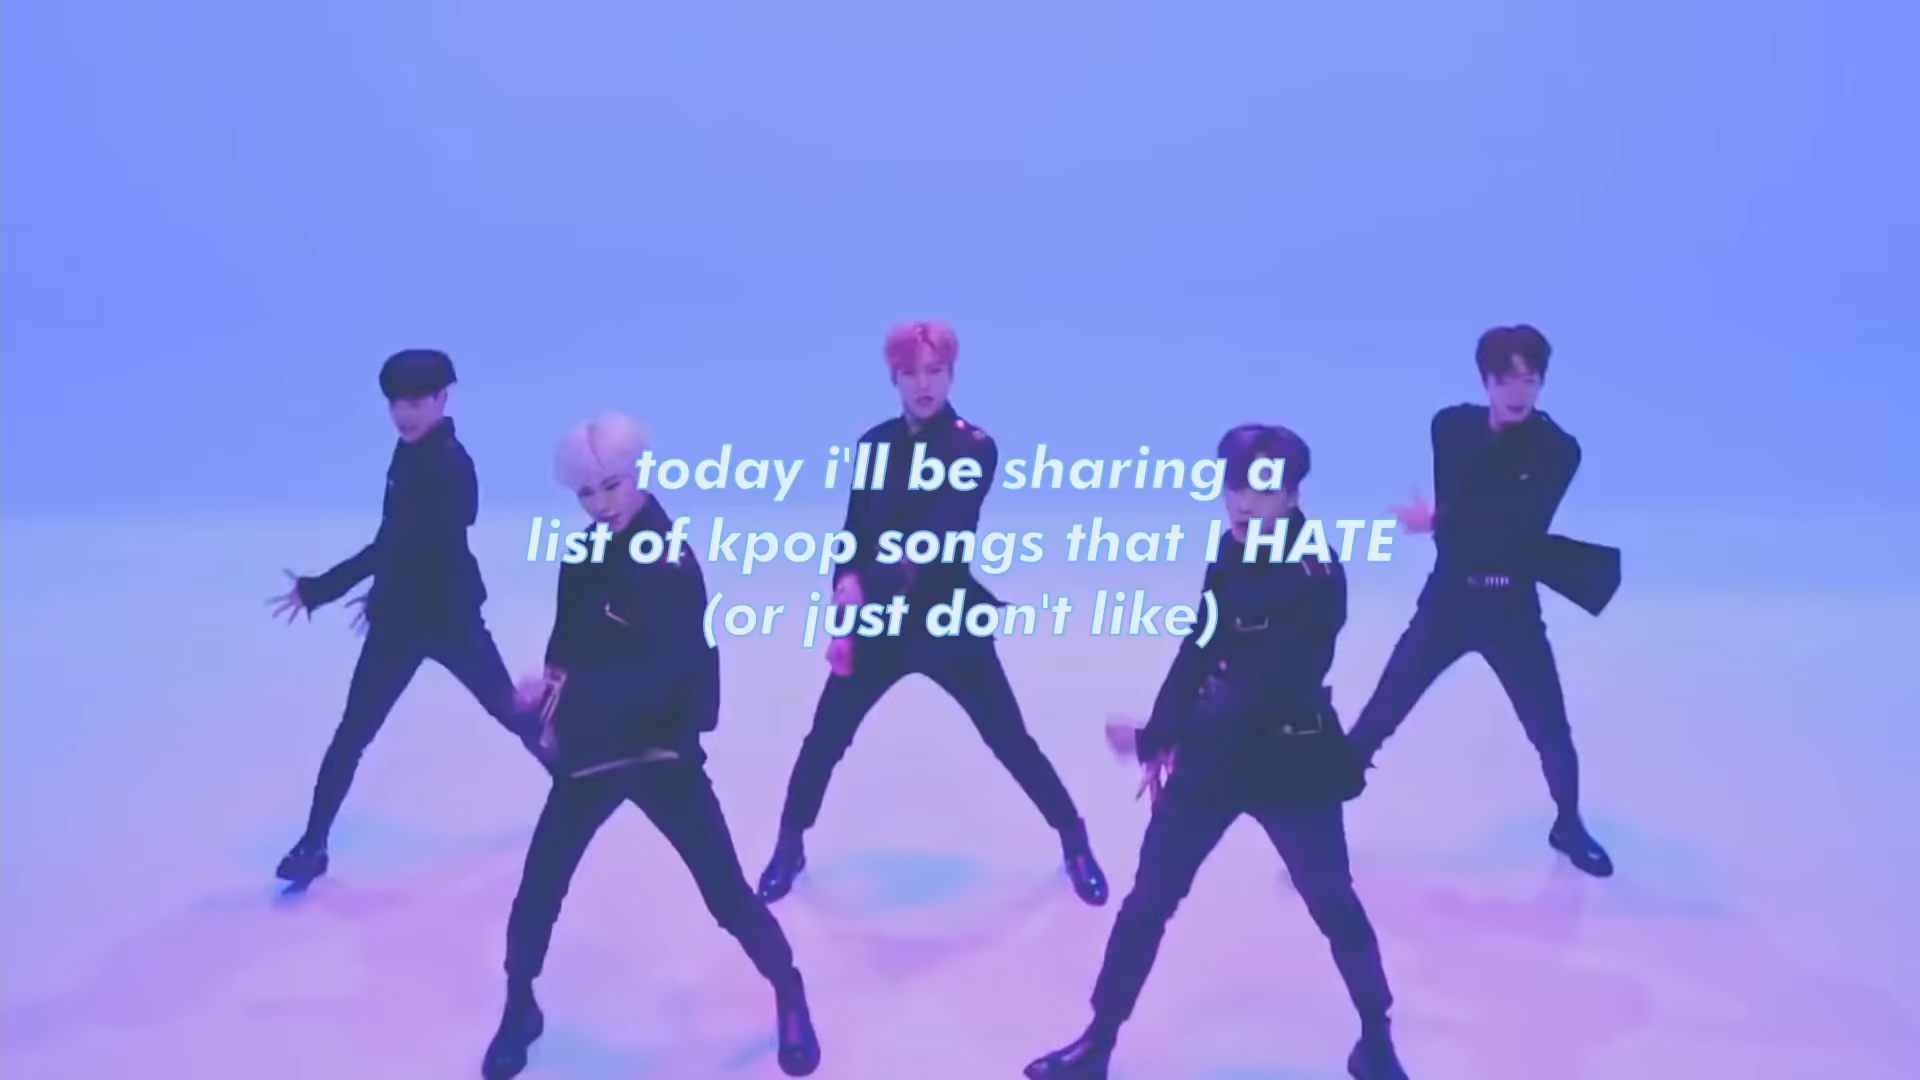 today i'll be sharing a
list of kpop songs that I HATE
(or just don't like)